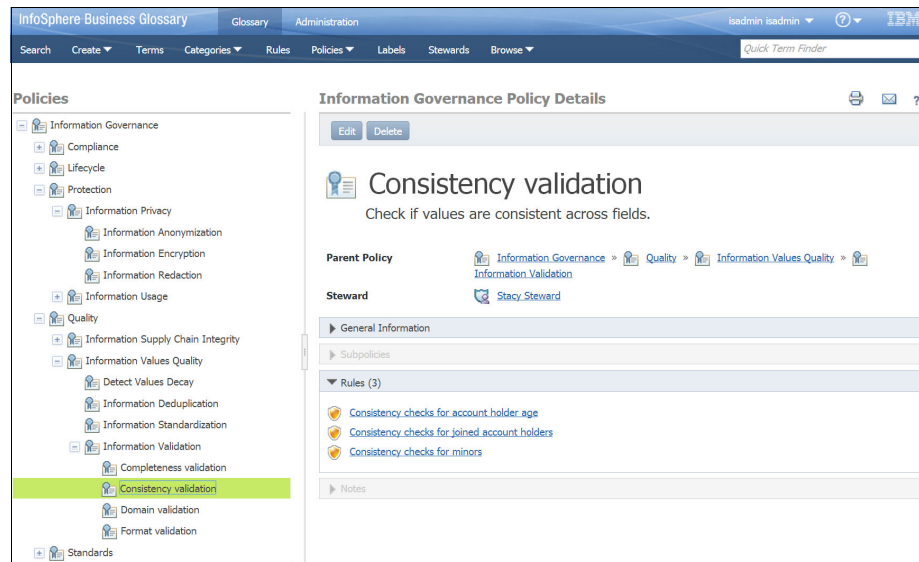 InfoSphere Business Glossary Glossary Administration isadmin isadmin ? IBM
Search Create Terms Categories Rules Policies Labels Stewards Browse Quick Term Finder
Policies
Information Governance
Compliance
Lifecycle
Protection
Information Privacy
Information Anonymization
Information Encryption
Information Redaction
Information Usage
Quality
Information Supply Chain Integrity
Information Values Quality
Detect Values Decay
Information Deduplication
Information Standardization
Information Validation
Completeness validation
Consistency validation
Domain validation
Format validation
Standards
Information Governance Policy Details ?
Edit Delete
Consistency validation
Check if values are consistent across fields.
Parent Policy Information Governance » Quality » Information Values Quality »
Information Validation
Steward Stacy Steward
General Information
Subpolicies
Rules (3)
Consistency checks for account holder age
Consistency checks for joined account holders
Consistency checks for minors
Notes